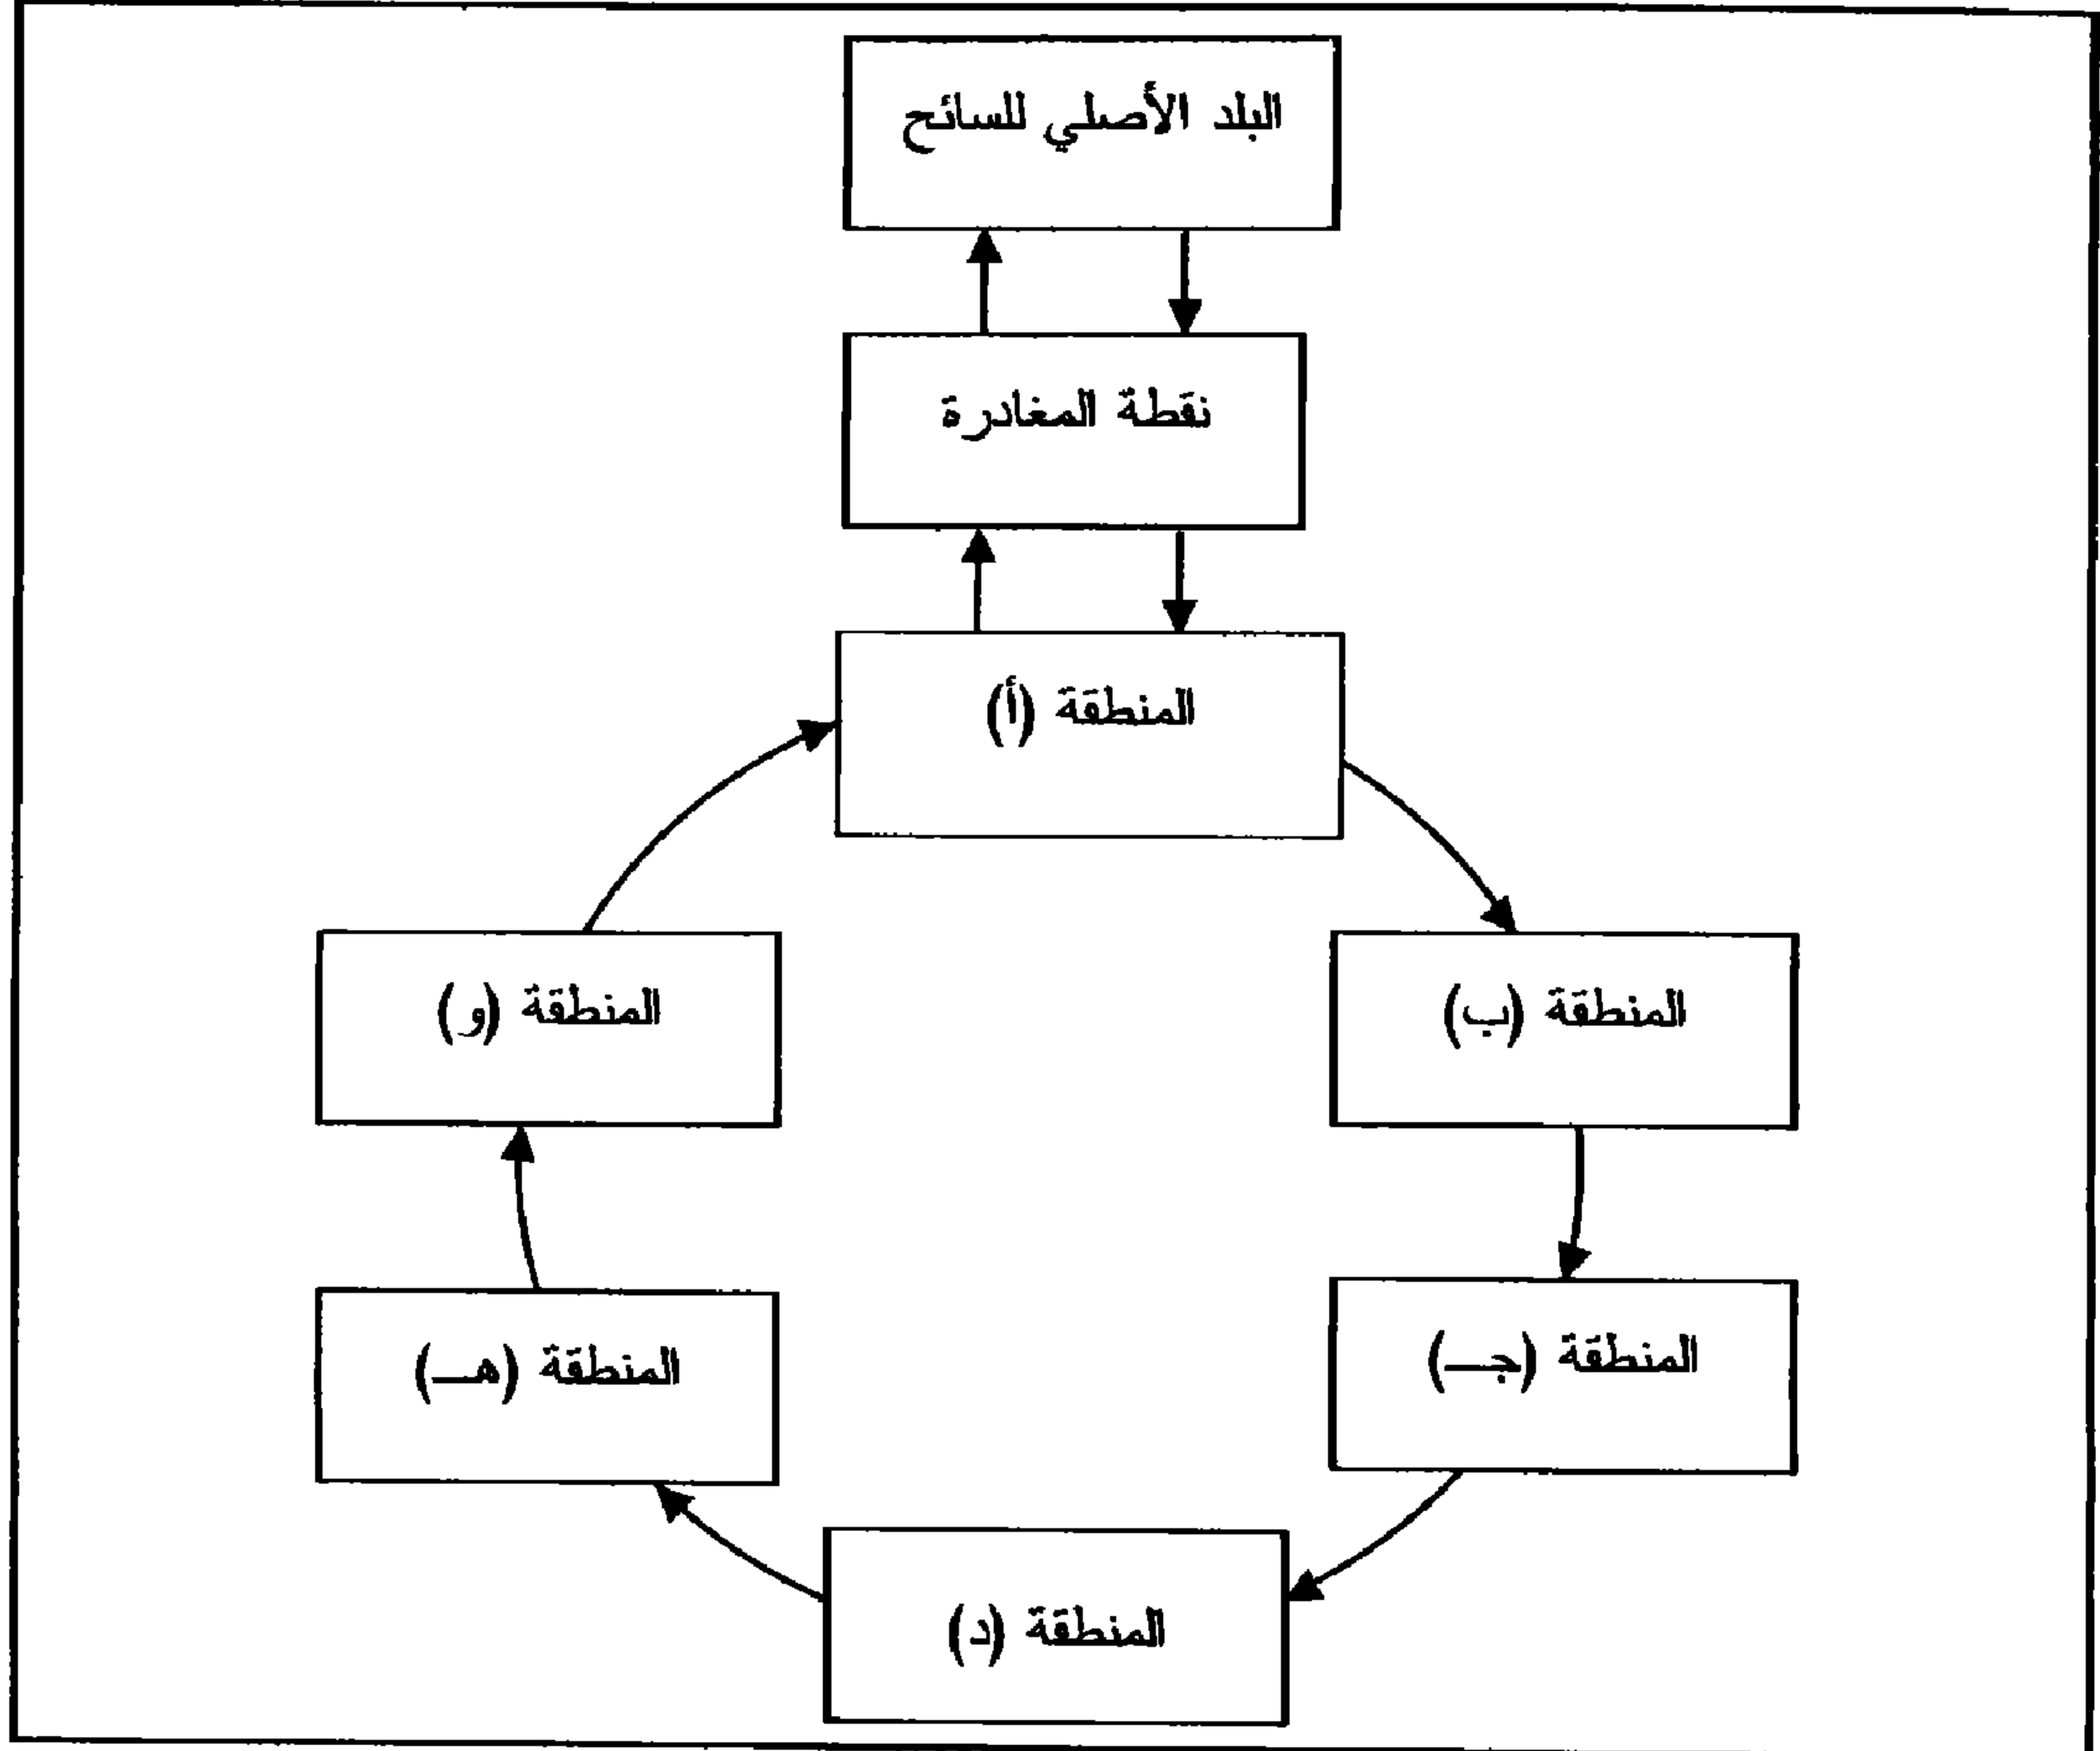 البلد الأصلي للسائح
نقطة المغادرة
المنطقة (أ)
المنطقة (ب)
المنطقة (و)
المنطقة (جـ)
المنطقة (هـ)
المنطقة (د)